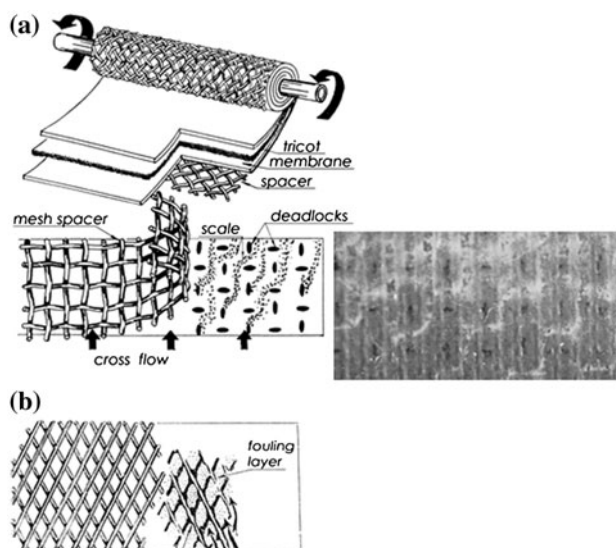 (a)
tricot
membrane
spacer
mesh spacer
scale
deadlocks
cross flow
(b)
fouling
layer